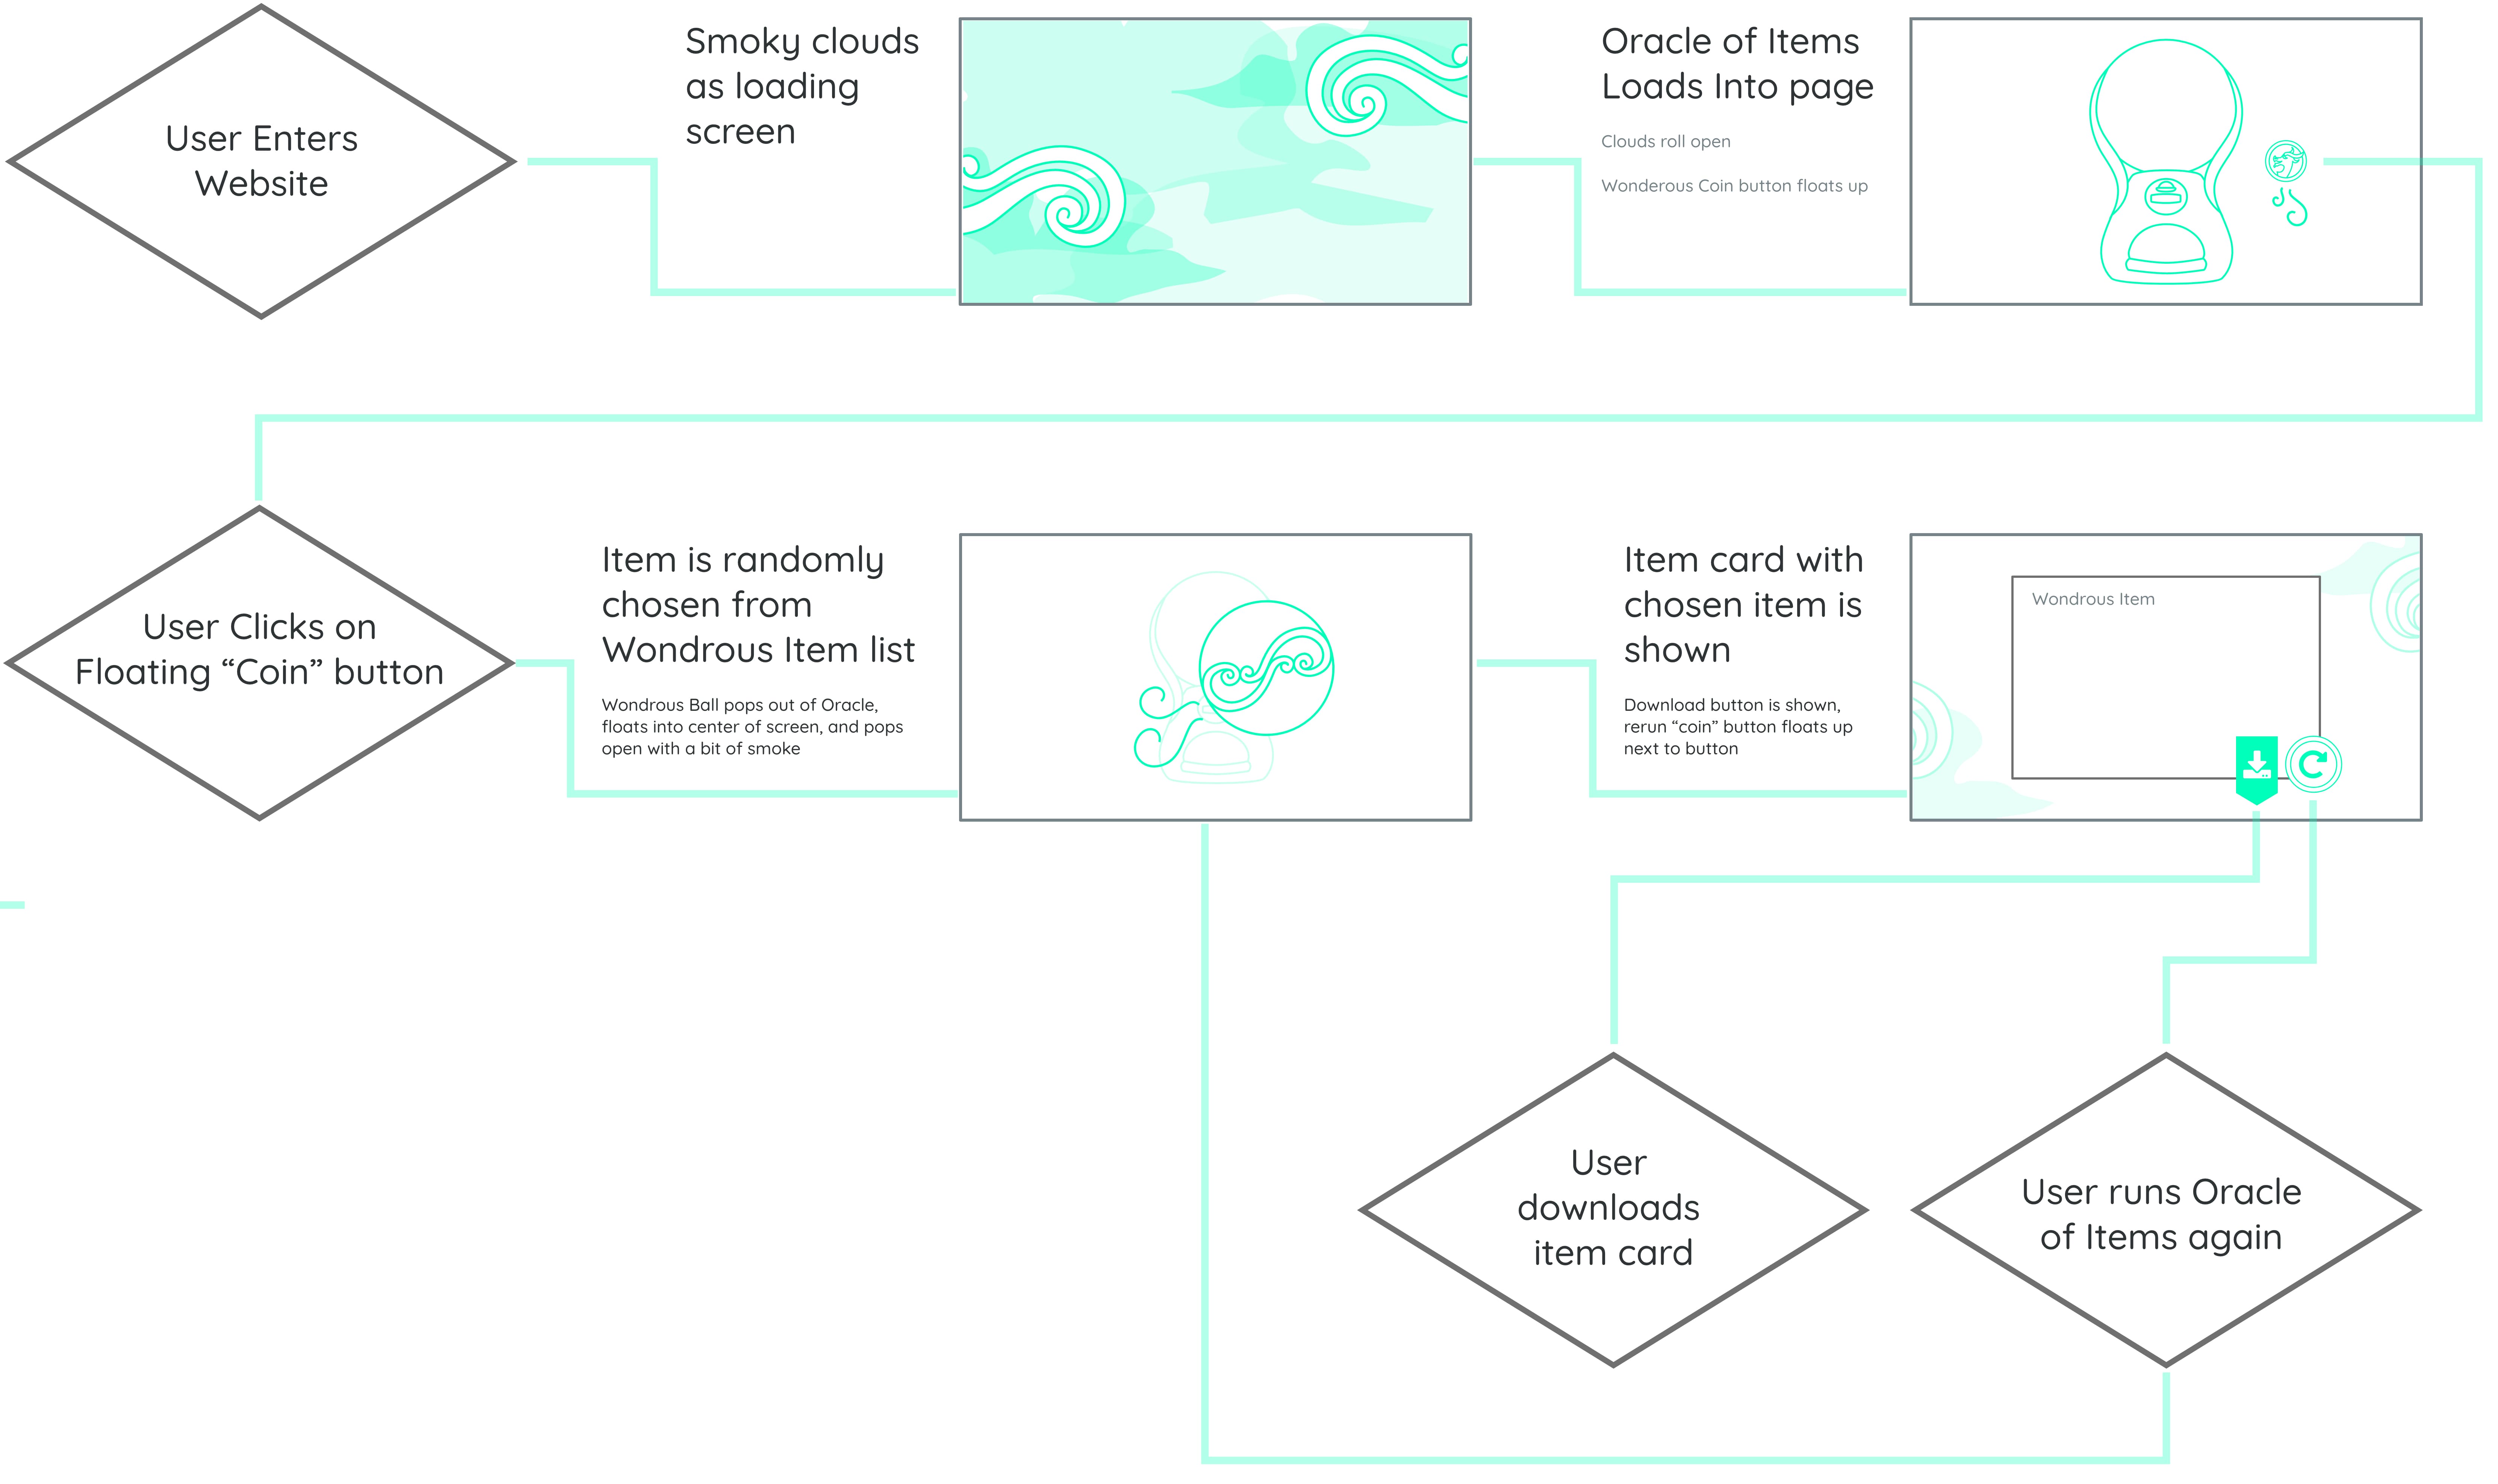 User Enters
Website
Smoky clouds
as loading
screen
Oracle of Items
Loads Into page
Clouds roll open
Wonderous Coin button floats up
User Clicks on
Floating “Coin” button
Item is randomly
chosen from
Wondrous Item list
Wondrous Ball pops out of Oracle,
floats into center of screen, and pops
open with a bit of smoke
Item card with
chosen item is
shown
Download button is shown,
rerun “coin” button floats up
next to button
Wondrous Item
User
downloads
item card
User runs Oracle
of Items again